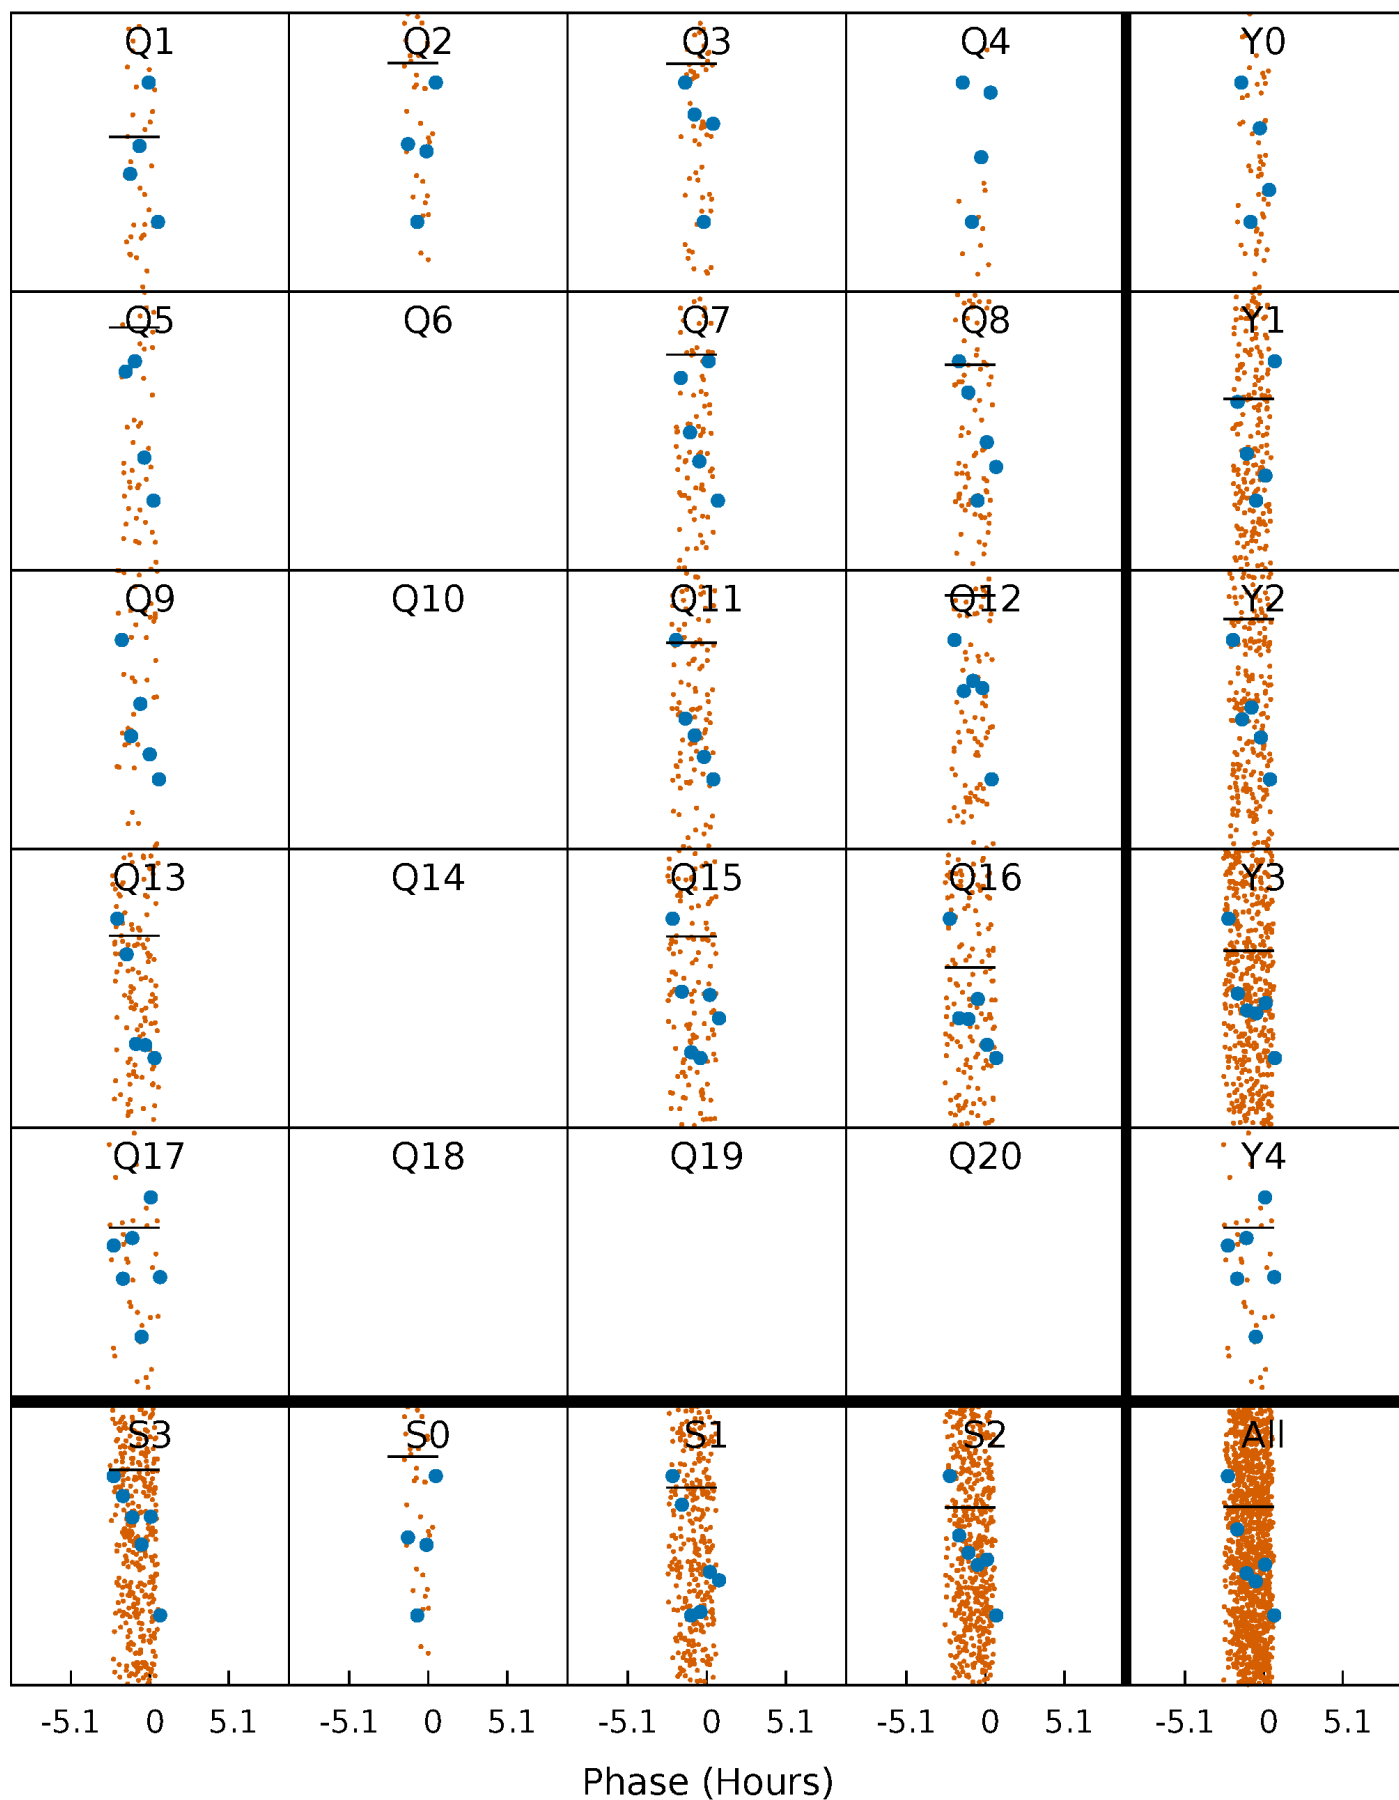 Q1 Q2 Q3 Q4 Y0
Q5 Q6 Q7 Q8 Y1
Q9 Q10 Q11 Q12 Y2
Q13 Q14 Q15 Q16 Y3
Q17 Q18 Q19 Q20 Y4
S3 S0 S1 S2 All
-5.1 0 5.1 -5.1 0 5.1 -5.1 0 5.1 -5.1 0 5.1 -5.1 0 5.1
Phase (Hours)